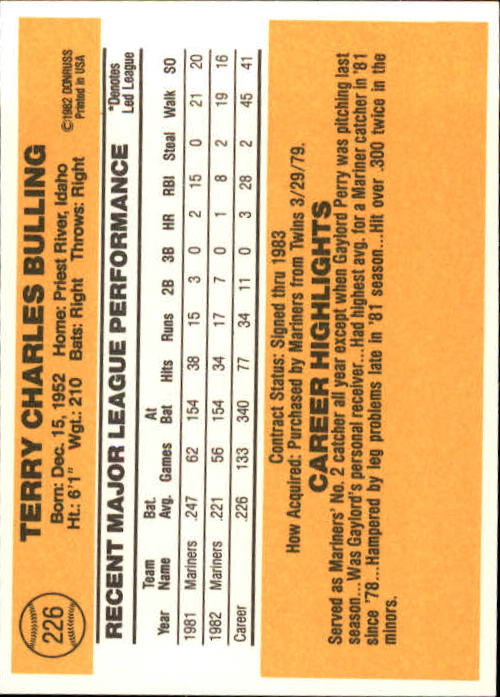 226
TERRY CHARLES BULLING
Born: Dec. 15, 1952 Home: Priest River, Idaho
Ht.: 6'1" Wgt.: 210 Bats: Right Throws: Right
©1982 DONRUSS
Printed in USA
RECENT MAJOR LEAGUE PERFORMANCE
*Denotes
Led League
Team Bat. At
Year Name Avg. Games Bat Hits Runs 2B 3B HR RBI Steal Walk SO
1981 Mariners .247 62 154 38 15 3 0 2 15 0 21 20
1982 Mariners .221 56 154 34 17 7 0 1 8 2 19 16
Career .226 133 340 77 34 11 0 3 28 2 45 41
Contract Status: Signed thru 1983
How Acquired: Purchased by Mariners from Twins 3/29/79.
CAREER HIGHLIGHTS
Served as Mariners' No. 2 catcher all year except when Gaylord Perry was pitching last
season...Was Gaylord's personal receiver...Had highest avg. for a Mariner catcher in '81
since '78...Hampered by leg problems late in '81 season...Hit over .300 twice in the
minors.